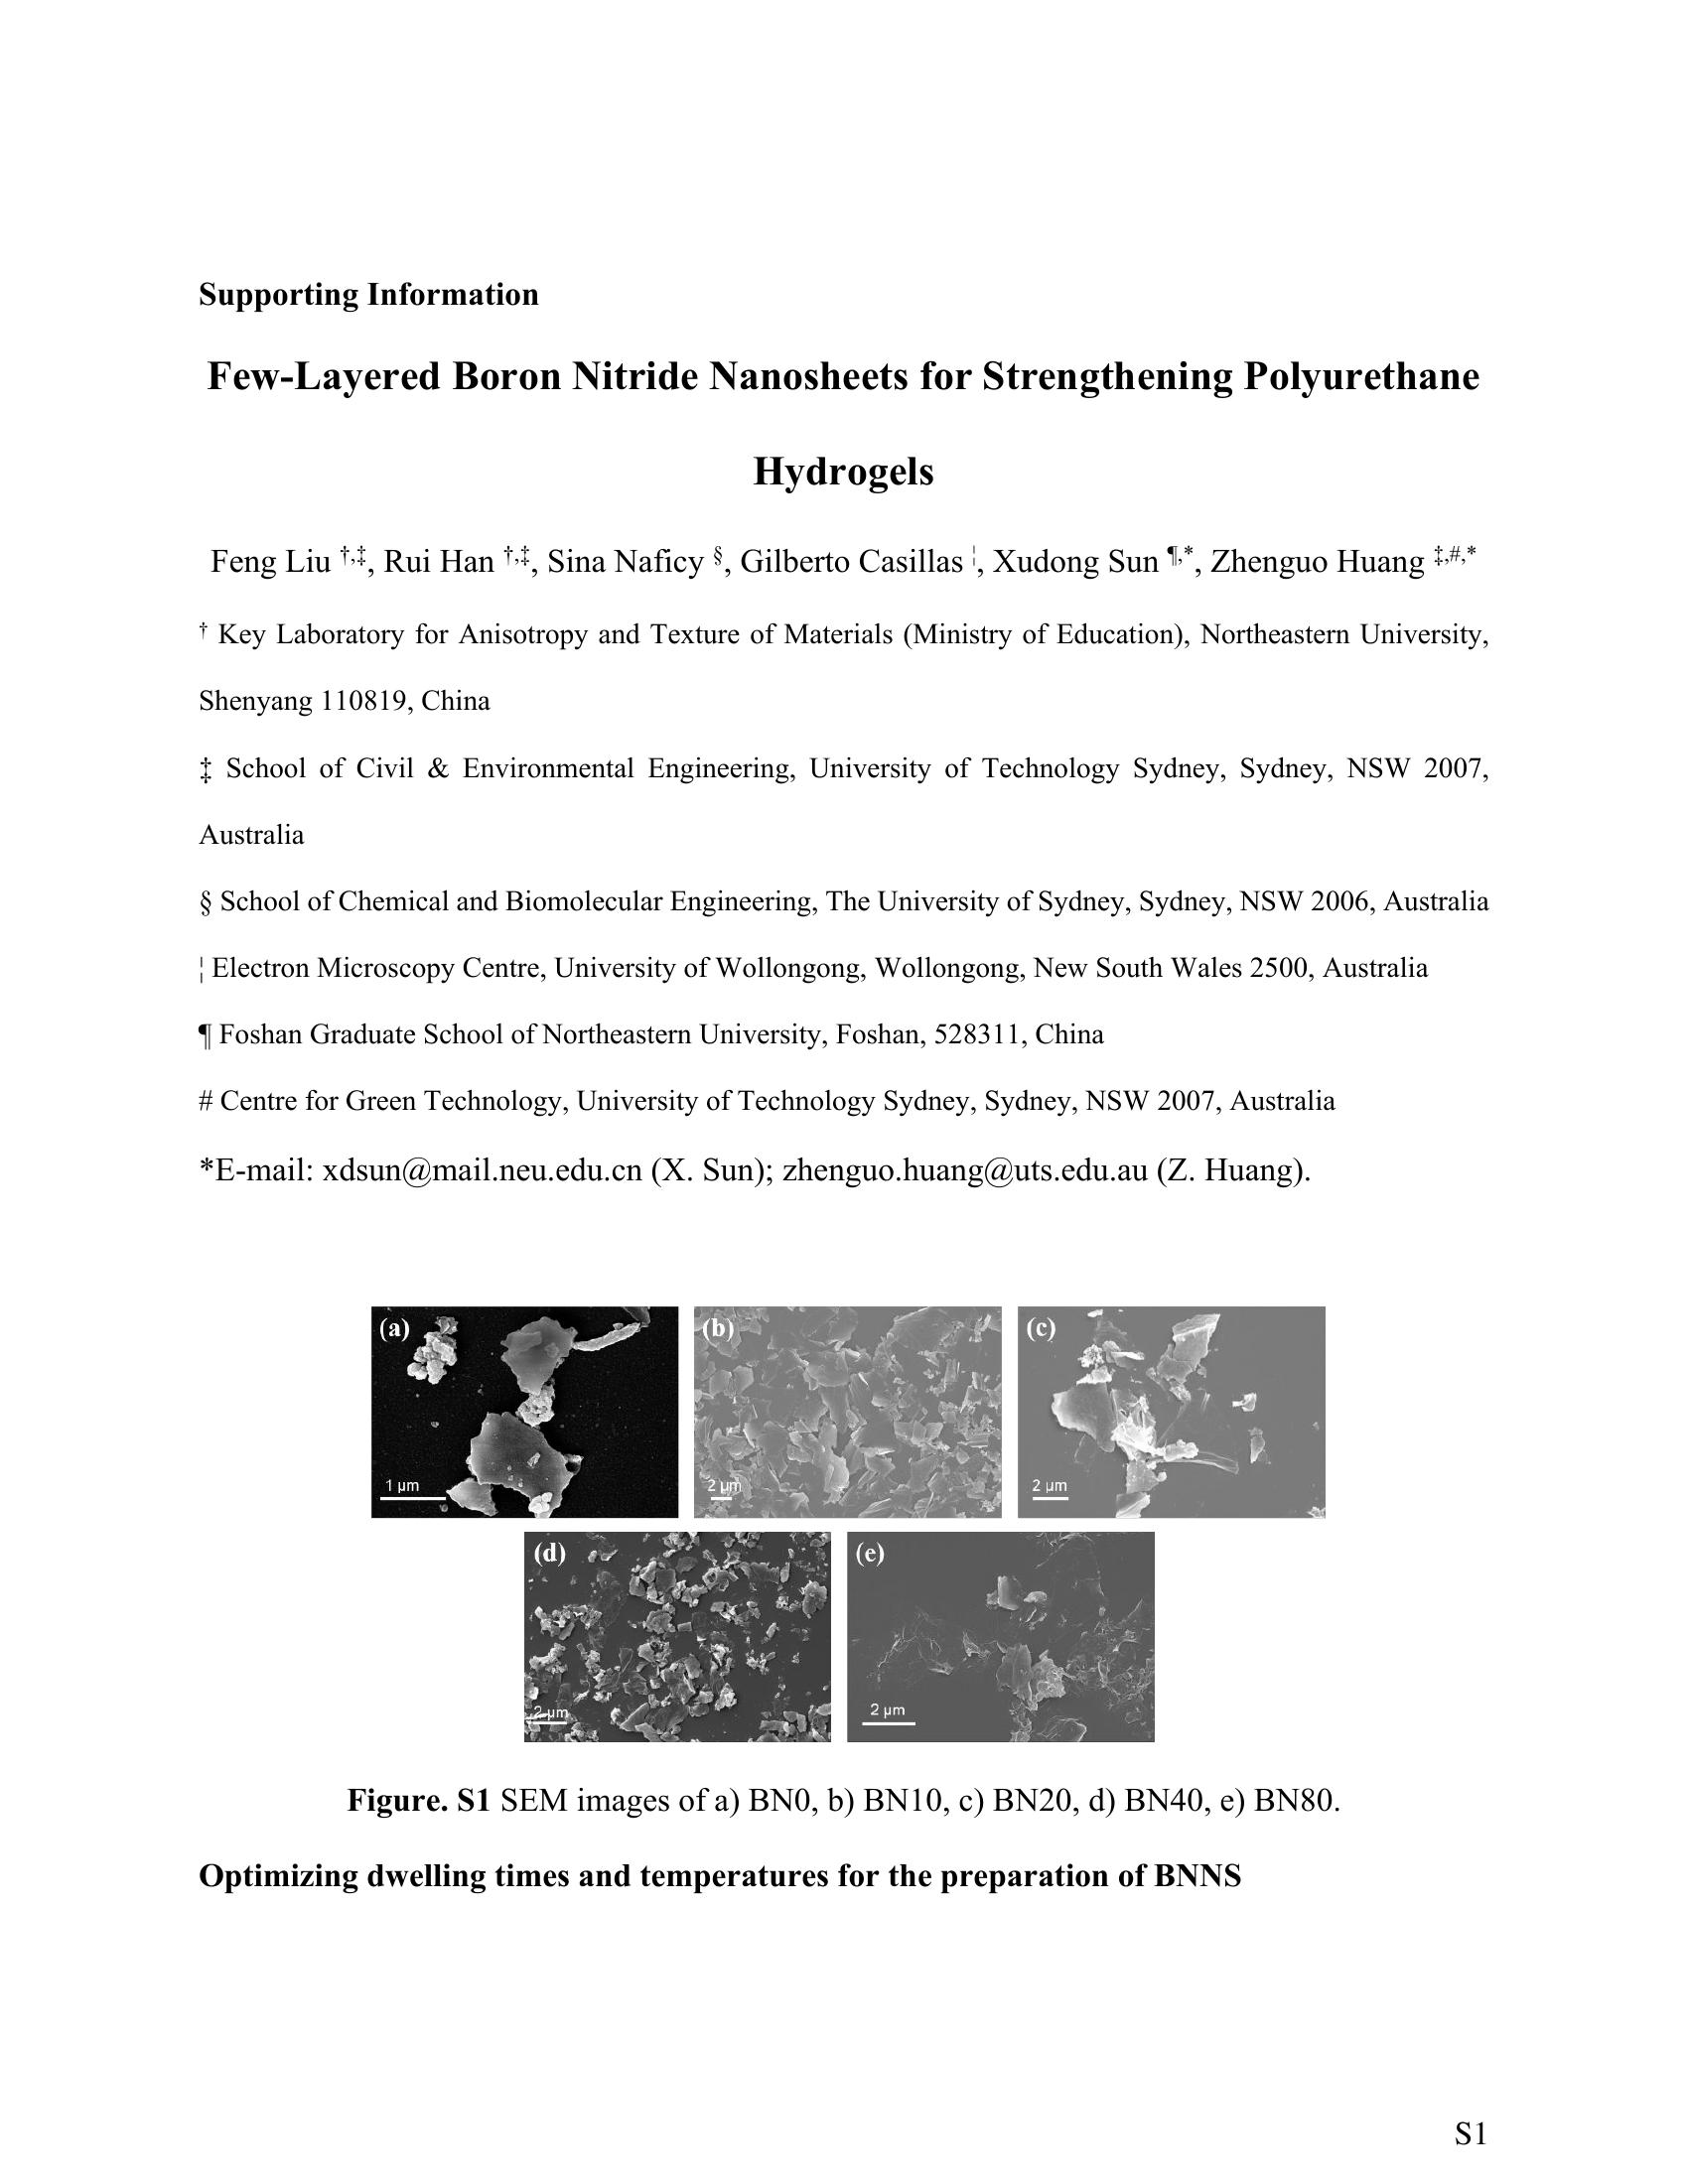 Supporting Information
Few-Layered Boron Nitride Nanosheets for Strengthening Polyurethane
Hydrogels
Feng Liu †,‡, Rui Han †,‡, Sina Naficy §, Gilberto Casillas ¦, Xudong Sun ¶,*, Zhenguo Huang ‡,#,*
† Key Laboratory for Anisotropy and Texture of Materials (Ministry of Education), Northeastern University,
Shenyang 110819, China
‡ School of Civil & Environmental Engineering, University of Technology Sydney, Sydney, NSW 2007,
Australia
§ School of Chemical and Biomolecular Engineering, The University of Sydney, Sydney, NSW 2006, Australia
¦ Electron Microscopy Centre, University of Wollongong, Wollongong, New South Wales 2500, Australia
¶ Foshan Graduate School of Northeastern University, Foshan, 528311, China
# Centre for Green Technology, University of Technology Sydney, Sydney, NSW 2007, Australia
*E-mail: xdsun@mail.neu.edu.cn (X. Sun); zhenguo.huang@uts.edu.au (Z. Huang).
(a) (b) (c)
1 μm 2 μm 2 μm
(d) (e)
2 μm 2 μm
Figure. S1 SEM images of a) BN0, b) BN10, c) BN20, d) BN40, e) BN80.
Optimizing dwelling times and temperatures for the preparation of BNNS
S1